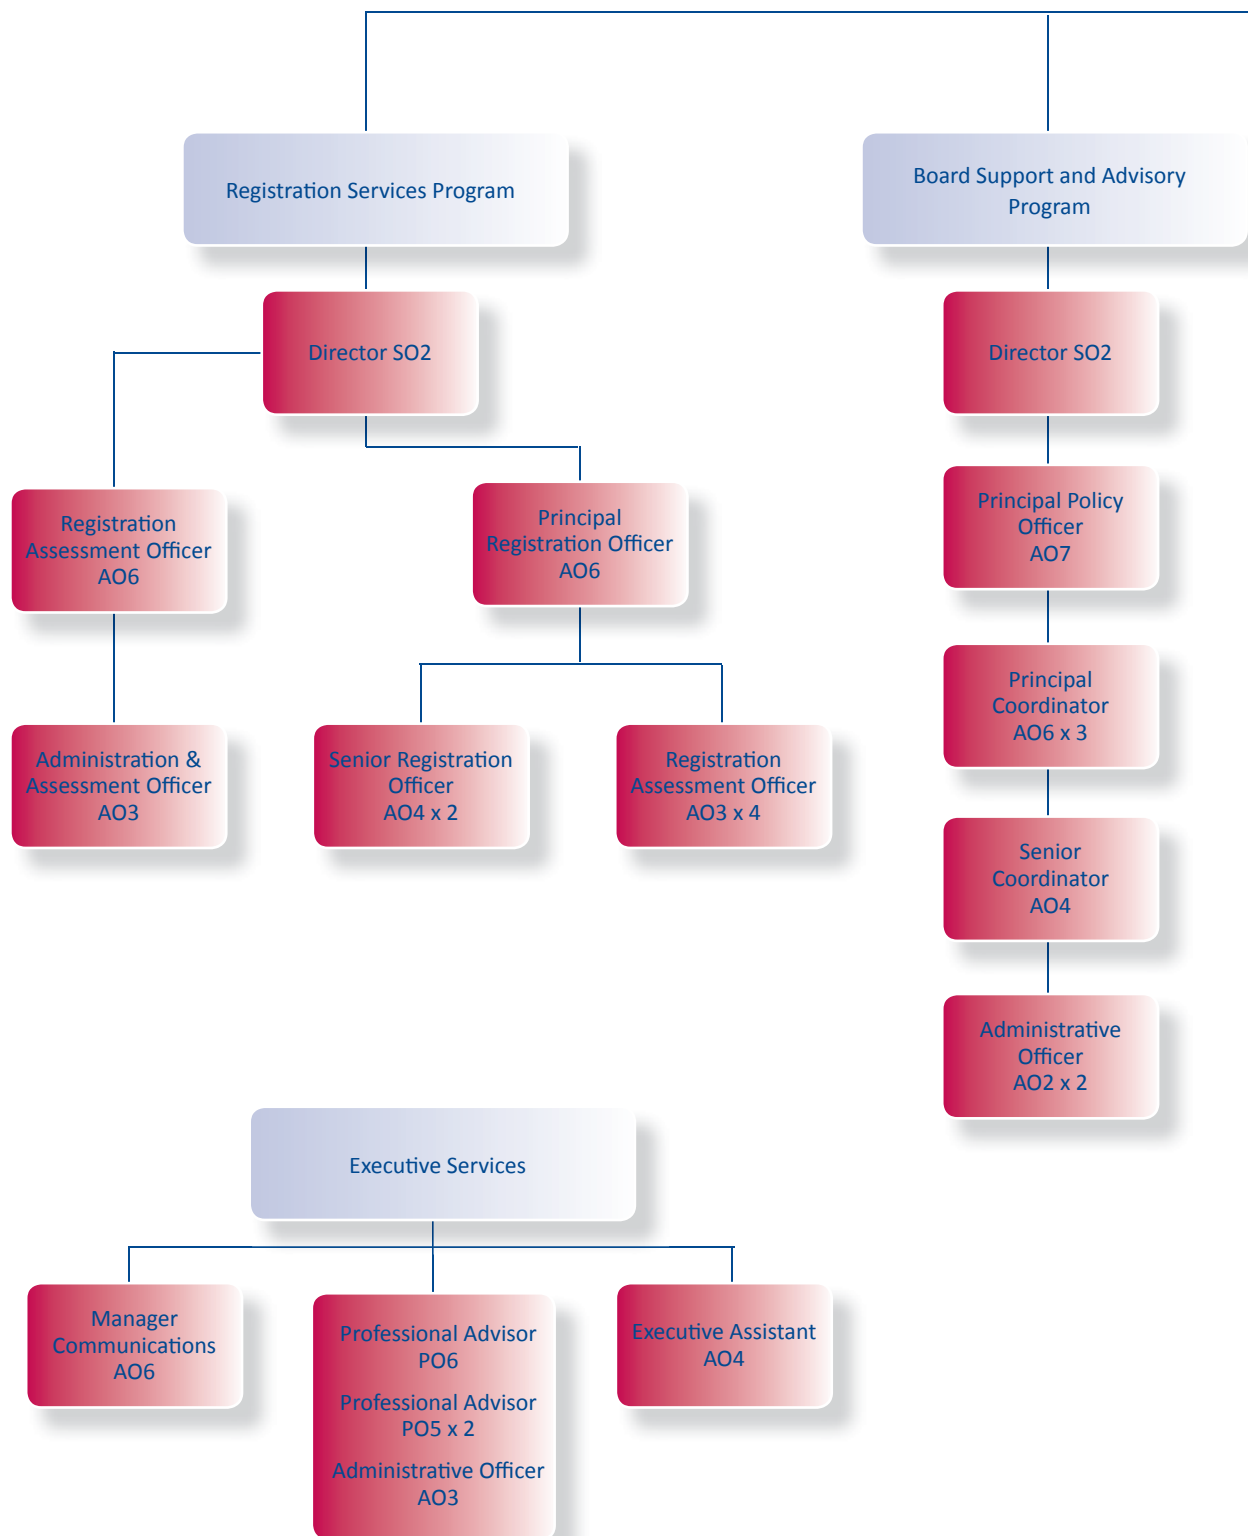 Registration Services Program
Board Support and Advisory
Program
Director SO2
Director SO2
Registration
Assessment Officer
AO6
Principal
Registration Officer
AO6
Principal Policy
Officer
AO7
Administration &
Assessment Officer
AO3
Senior Registration
Officer
AO4 x 2
Registration
Assessment Officer
AO3 x 4
Principal
Coordinator
AO6 x 3
Senior
Coordinator
AO4
Administrative
Officer
AO2 x 2
Executive Services
Manager
Communications
AO6
Professional Advisor
PO6
Professional Advisor
PO5 x 2
Administrative Officer
AO3
Executive Assistant
AO4